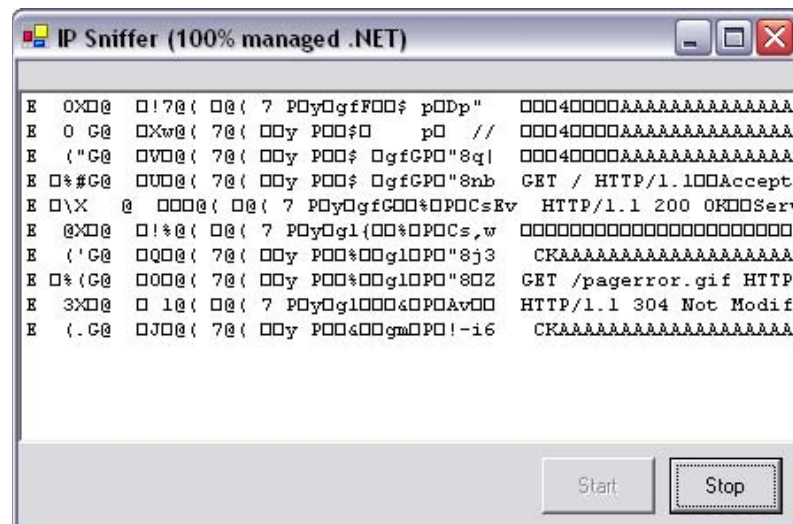 IP Sniffer (100% managed .NET)
E 0X□@ □!7@( □@( 7 P□y□gfF□□$ p□Dp" □□□4□□□□AAAAAAAAAAAAAA
E 0 G@ □Xw@( 7@( □□y P□□$□ p□ // □□□4□□□□AAAAAAAAAAAAAA
E ("G@ □V□@( 7@( □□y P□□$ □gfGP□"8q| □□□4□□□□AAAAAAAAAAAAAA
E □%#G@ □U□@( 7@( □□y P□□$ □gfGP□"8nb GET / HTTP/1.1□□Accept
E □\X @ □□□@( □@( 7 P□y□gfG□□%□P□CsEv HTTP/1.1 200 OK□□Serv
E @X□@ □!%@( □@( 7 P□y□gl{□□%□P□Cs,w □□□□□□□□□□□□□□□□□□□□□□
E ('G@ □Q□@( 7@( □□y P□□%□□gl□P□"8j3 CKAAAAAAAAAAAAAAAAAAAA
E □%(G@ □O□@( 7@( □□y P□□%□□gl□P□"8□Z GET /pagerror.gif HTTP
E 3X□@ □ 1@( □@( 7 P□y□gl□□□&□P□Av□□ HTTP/1.1 304 Not Modif
E (.G@ □J□@( 7@( □□y P□□&□□gm□P□!-i6 CKAAAAAAAAAAAAAAAAAAAA
Start Stop